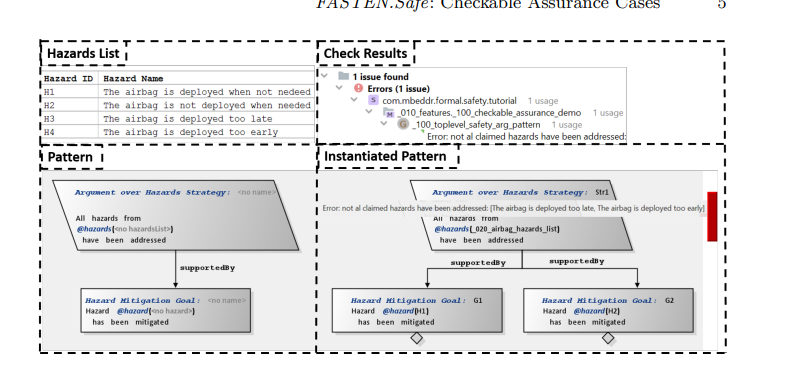 FASTEN.Safe: Checkable Assurance Cases 5
Hazards List
Hazard ID Hazard Name
H1 The airbag is deployed when not nedeed
H2 The airbag is not deployed when needed
H3 The airbag is deployed too late
H4 The airbag is deployed too early
Check Results
1 issue found
Errors (1 issue)
com.mbeddr.formal.safety.tutorial 1 usage
_010_features._100_checkable_assurance_demo 1 usage
_100_toplevel_safety_arg_pattern 1 usage
Error: not al claimed hazards have been addressed:
Pattern
Argument over Hazards Strategy: <no name>
All hazards from
@hazards(<no hazardsList>)
have been addressed
supportedBy
Hazard Mitigation Goal: <no name>
Hazard @hazard(<no hazard>)
has been mitigated
Instantiated Pattern
Argument over Hazards Strategy: Str1
Error: not al claimed hazards have been addressed: [The airbag is deployed too late, The airbag is deployed too early]
All hazards from
@hazards(_020_airbag_hazards_list)
have been addressed
supportedBy supportedBy
Hazard Mitigation Goal: G1
Hazard @hazard(H1)
has been mitigated
Hazard Mitigation Goal: G2
Hazard @hazard(H2)
has been mitigated